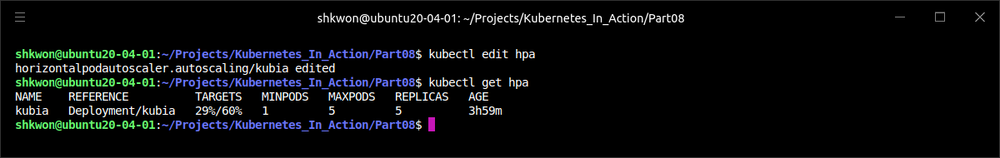 shkwon@ubuntu20-04-01: ~/Projects/Kubernetes_In_Action/Part08
shkwon@ubuntu20-04-01:~/Projects/Kubernetes_In_Action/Part08$ kubectl edit hpa
horizontalpodautoscaler.autoscaling/kubia edited
shkwon@ubuntu20-04-01:~/Projects/Kubernetes_In_Action/Part08$ kubectl get hpa
NAME    REFERENCE          TARGETS   MINPODS   MAXPODS   REPLICAS   AGE
kubia   Deployment/kubia   29%/60%   1         5         5          3h59m
shkwon@ubuntu20-04-01:~/Projects/Kubernetes_In_Action/Part08$